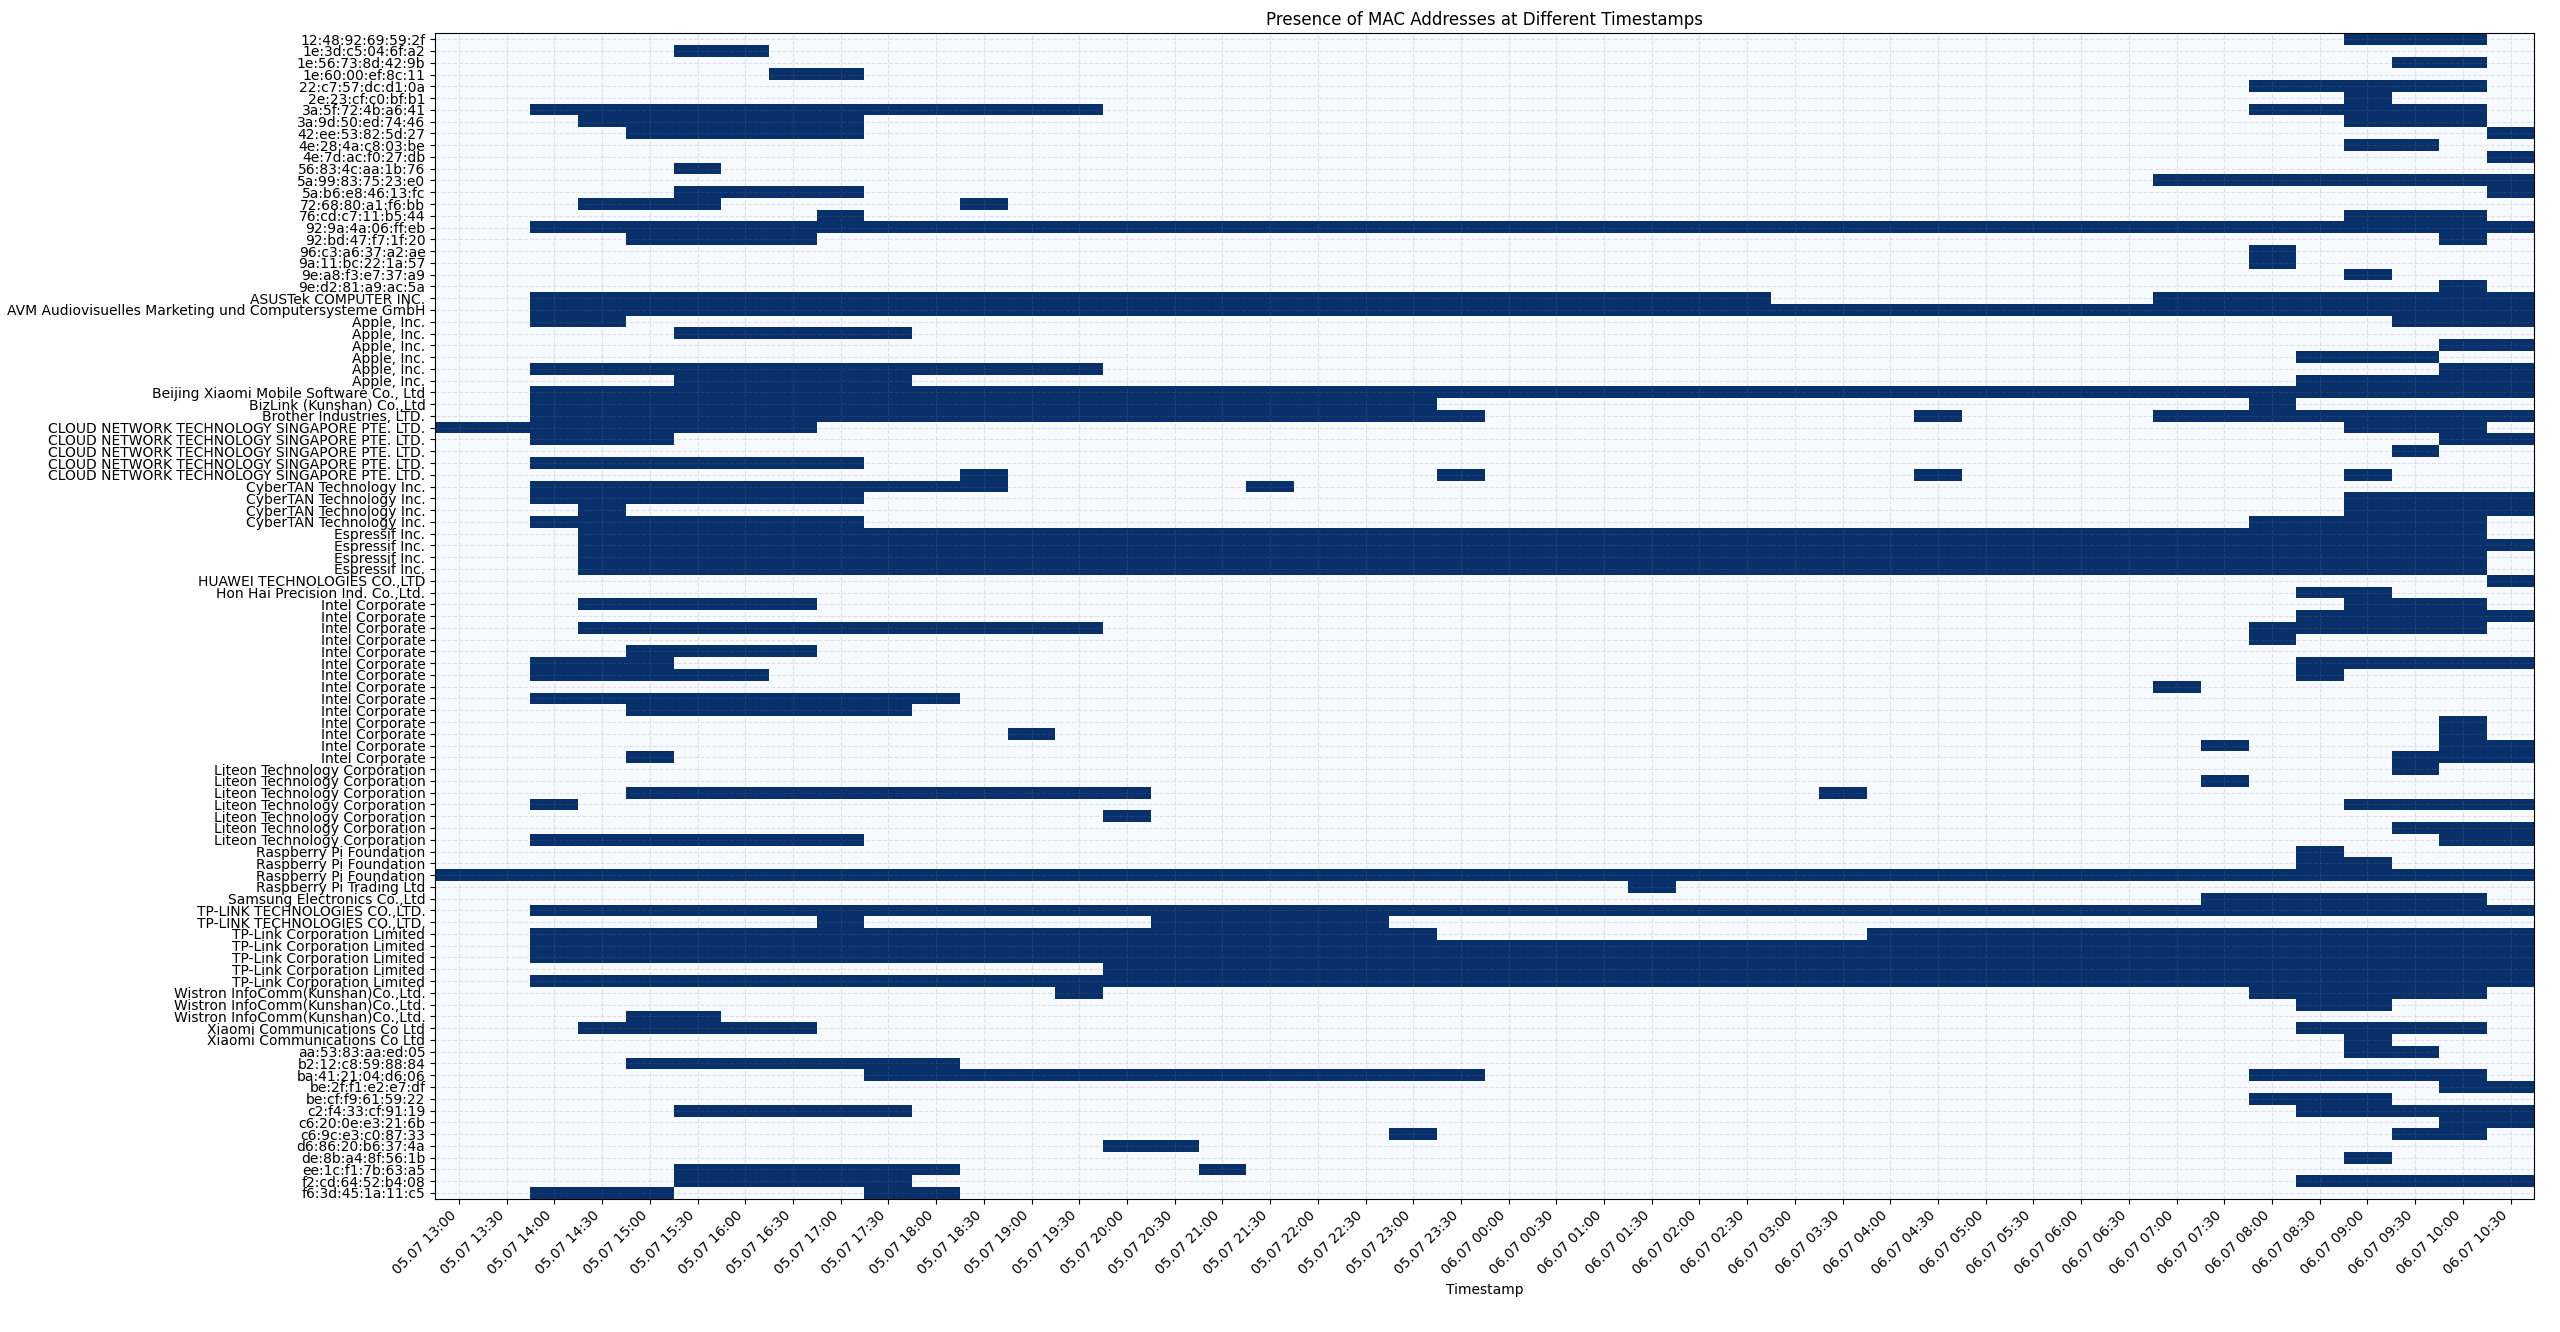 Presence of MAC Addresses at Different Timestamps
12:48:92:69:59:2f
1e:3d:c5:04:6f:a2
1e:56:73:8d:42:9b
1e:60:00:ef:8c:11
22:c7:57:dc:d1:0a
2e:23:cf:c0:bf:b1
3a:5f:72:4b:a6:41
3a:9d:50:ed:74:46
42:ee:53:82:5d:27
4e:28:4a:c8:03:be
4e:7d:ac:f0:27:db
56:83:4c:aa:1b:76
5a:99:83:75:23:e0
5a:b6:e8:46:13:fc
72:68:80:a1:f6:bb
76:cd:c7:11:b5:44
92:9a:4a:06:ff:eb
92:bd:47:f7:1f:20
96:c3:a6:37:a2:ae
9a:11:bc:22:1a:57
9e:a8:f3:e7:37:a9
9e:d2:81:a9:ac:5a
ASUSTek COMPUTER INC.
AVM Audiovisuelles Marketing und Computersysteme GmbH
Apple, Inc.
Apple, Inc.
Apple, Inc.
Apple, Inc.
Apple, Inc.
Apple, Inc.
Beijing Xiaomi Mobile Software Co., Ltd
BizLink (Kunshan) Co.,Ltd
Brother Industries, LTD.
CLOUD NETWORK TECHNOLOGY SINGAPORE PTE. LTD.
CLOUD NETWORK TECHNOLOGY SINGAPORE PTE. LTD.
CLOUD NETWORK TECHNOLOGY SINGAPORE PTE. LTD.
CLOUD NETWORK TECHNOLOGY SINGAPORE PTE. LTD.
CLOUD NETWORK TECHNOLOGY SINGAPORE PTE. LTD.
CyberTAN Technology Inc.
CyberTAN Technology Inc.
CyberTAN Technology Inc.
CyberTAN Technology Inc.
Espressif Inc.
Espressif Inc.
Espressif Inc.
Espressif Inc.
HUAWEI TECHNOLOGIES CO.,LTD
Hon Hai Precision Ind. Co.,Ltd.
Intel Corporate
Intel Corporate
Intel Corporate
Intel Corporate
Intel Corporate
Intel Corporate
Intel Corporate
Intel Corporate
Intel Corporate
Intel Corporate
Intel Corporate
Intel Corporate
Intel Corporate
Intel Corporate
Liteon Technology Corporation
Liteon Technology Corporation
Liteon Technology Corporation
Liteon Technology Corporation
Liteon Technology Corporation
Liteon Technology Corporation
Liteon Technology Corporation
Raspberry Pi Foundation
Raspberry Pi Foundation
Raspberry Pi Foundation
Raspberry Pi Trading Ltd
Samsung Electronics Co.,Ltd
TP-LINK TECHNOLOGIES CO.,LTD.
TP-LINK TECHNOLOGIES CO.,LTD.
TP-Link Corporation Limited
TP-Link Corporation Limited
TP-Link Corporation Limited
TP-Link Corporation Limited
TP-Link Corporation Limited
Wistron InfoComm(Kunshan)Co.,Ltd.
Wistron InfoComm(Kunshan)Co.,Ltd.
Wistron InfoComm(Kunshan)Co.,Ltd.
Xiaomi Communications Co Ltd
Xiaomi Communications Co Ltd
aa:53:83:aa:ed:05
b2:12:c8:59:88:84
ba:41:21:04:d6:06
be:2f:f1:e2:e7:df
be:cf:f9:61:59:22
c2:f4:33:cf:91:19
c6:20:0e:e3:21:6b
c6:9c:e3:c0:87:33
d6:86:20:b6:37:4a
de:8b:a4:8f:56:1b
ee:1c:f1:7b:63:a5
f2:cd:64:52:b4:08
f6:3d:45:1a:11:c5
05.07 13:00
05.07 13:30
05.07 14:00
05.07 14:30
05.07 15:00
05.07 15:30
05.07 16:00
05.07 16:30
05.07 17:00
05.07 17:30
05.07 18:00
05.07 18:30
05.07 19:00
05.07 19:30
05.07 20:00
05.07 20:30
05.07 21:00
05.07 21:30
05.07 22:00
05.07 22:30
05.07 23:00
05.07 23:30
06.07 00:00
06.07 00:30
06.07 01:00
06.07 01:30
06.07 02:00
06.07 02:30
06.07 03:00
06.07 03:30
06.07 04:00
06.07 04:30
06.07 05:00
06.07 05:30
06.07 06:00
06.07 06:30
06.07 07:00
06.07 07:30
06.07 08:00
06.07 08:30
06.07 09:00
06.07 09:30
06.07 10:00
06.07 10:30
Timestamp